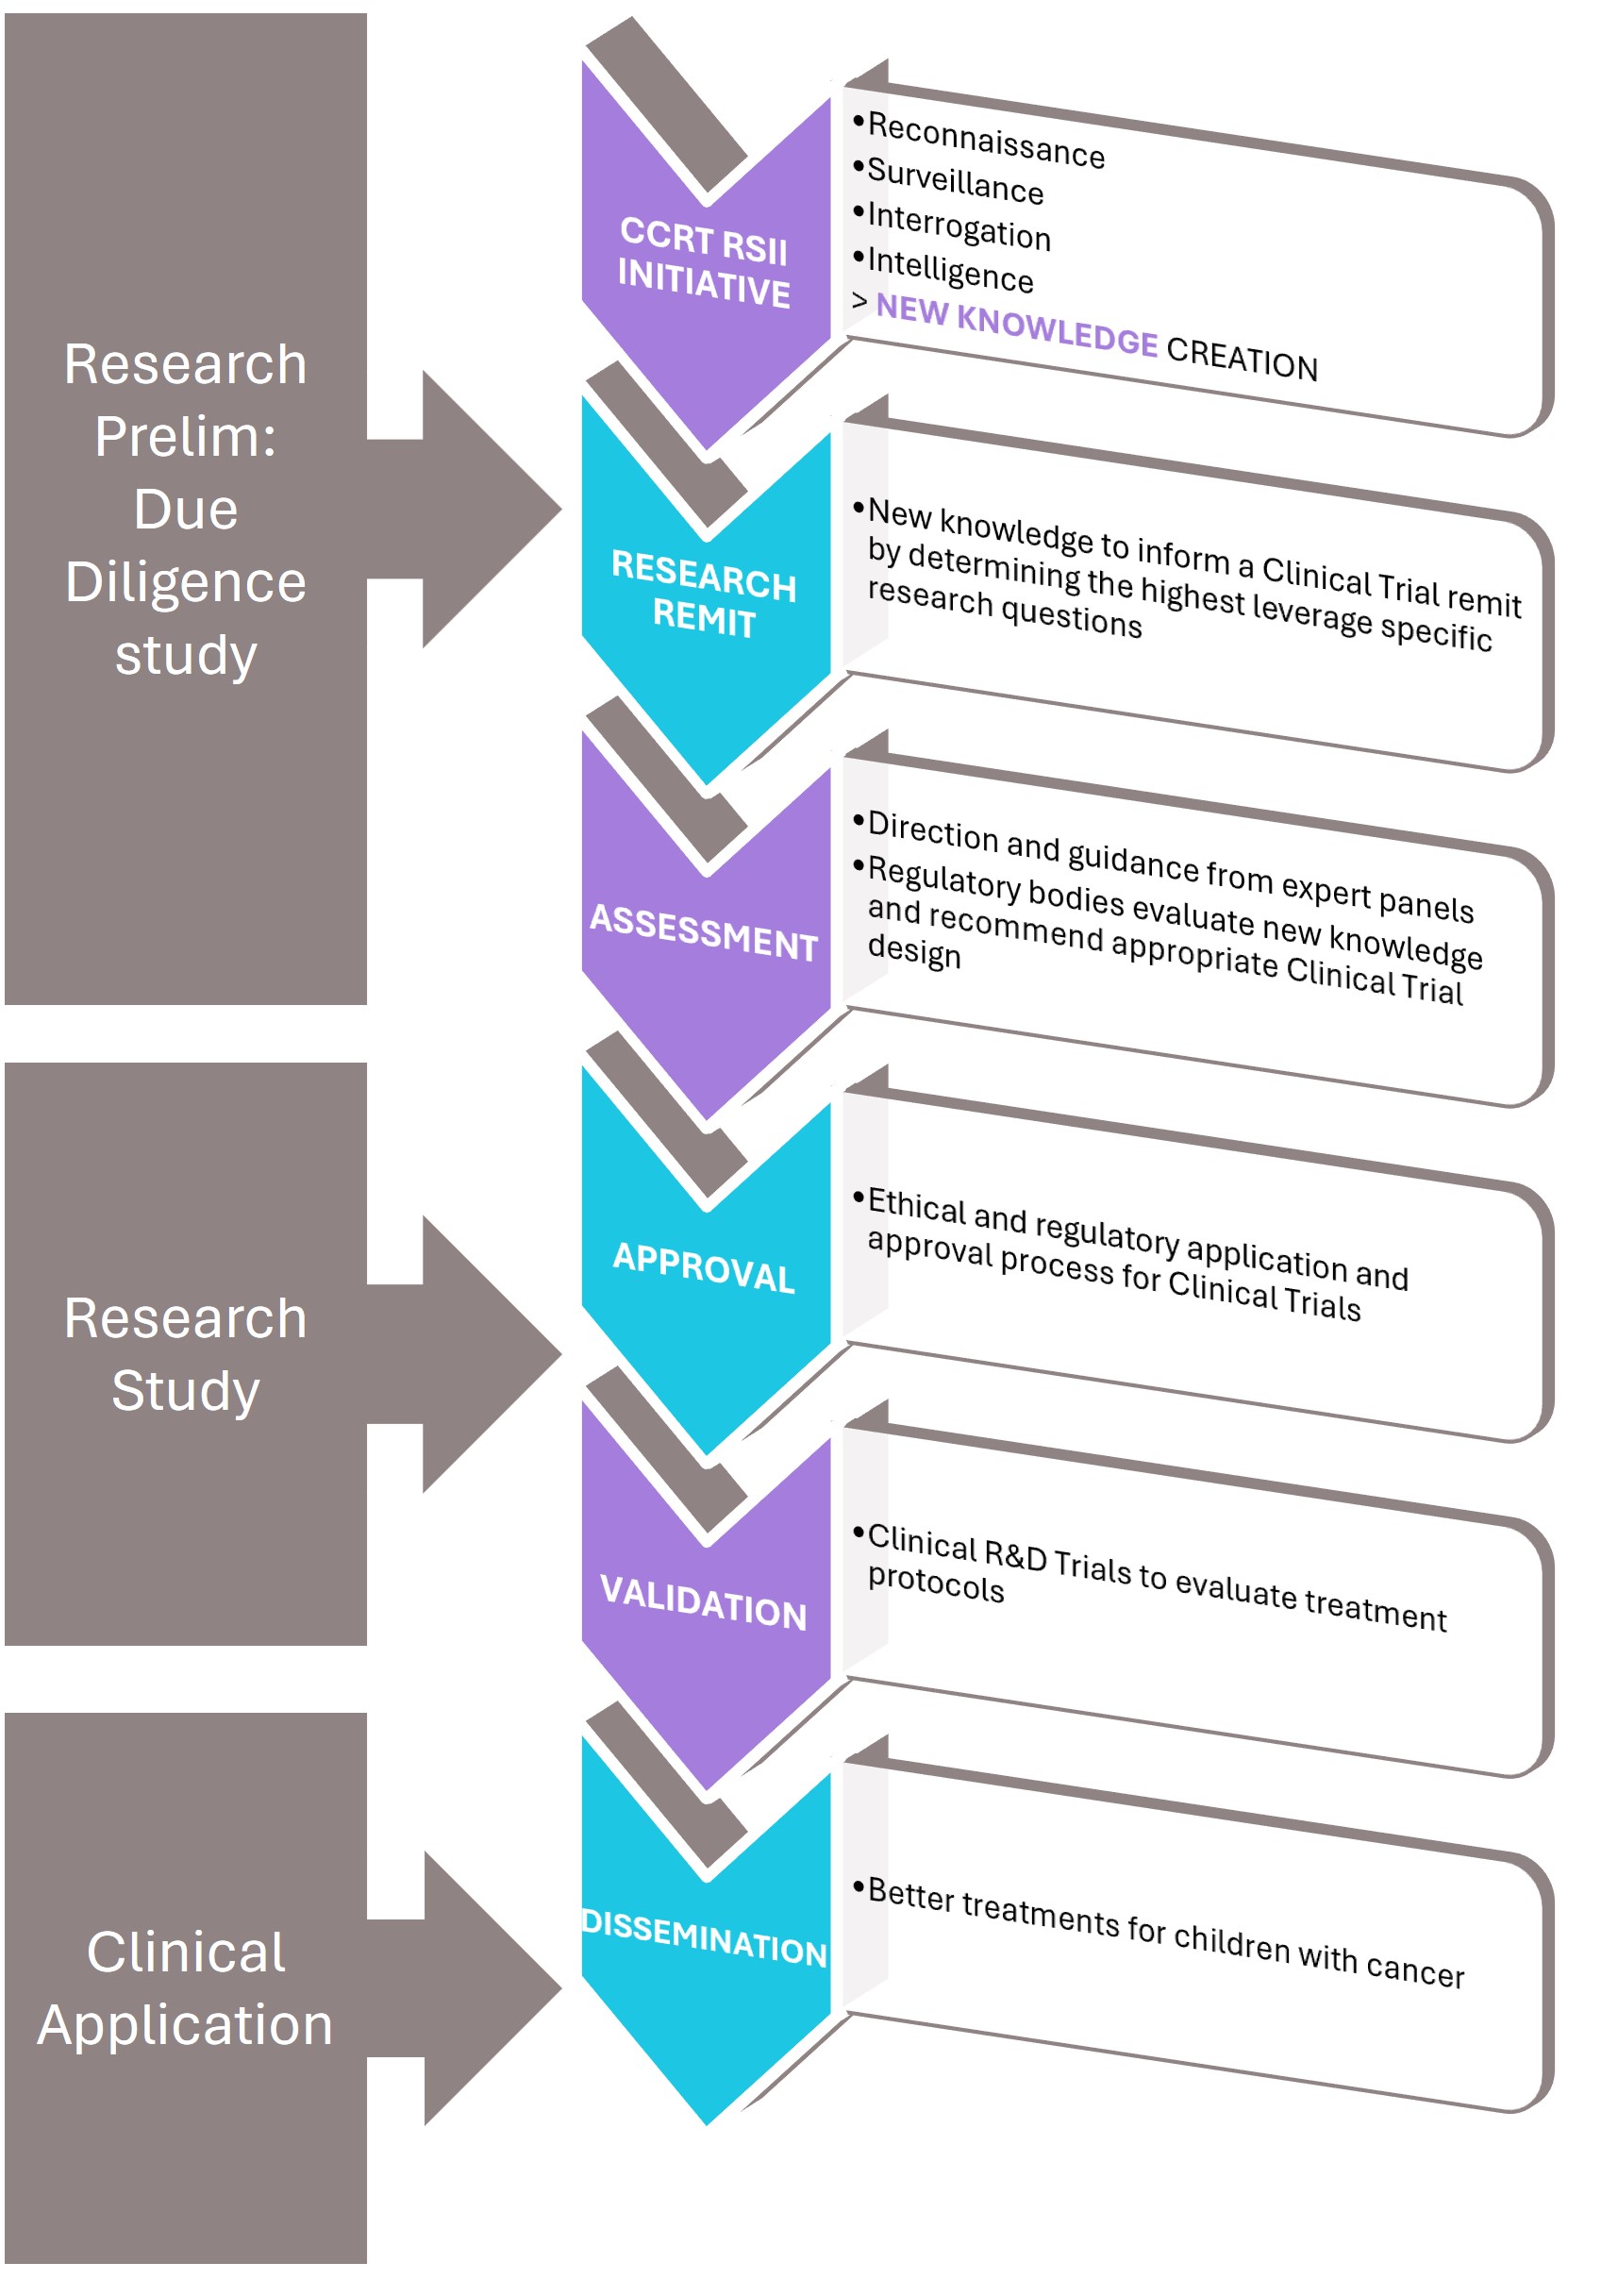 Research
Prelim:
Due
Diligence
study
CCRT RSII
INITIATIVE
•Reconnaissance
•Surveillance
•Interrogation
•Intelligence
> NEW KNOWLEDGE CREATION
RESEARCH
REMIT
•New knowledge to inform a Clinical Trial remit
by determining the highest leverage specific
research questions
ASSESSMENT
•Direction and guidance from expert panels
•Regulatory bodies evaluate new knowledge
and recommend appropriate Clinical Trial
design
Research
Study
APPROVAL
•Ethical and regulatory application and
approval process for Clinical Trials
VALIDATION
•Clinical R&D Trials to evaluate treatment
protocols
Clinical
Application
DISSEMINATION
•Better treatments for children with cancer